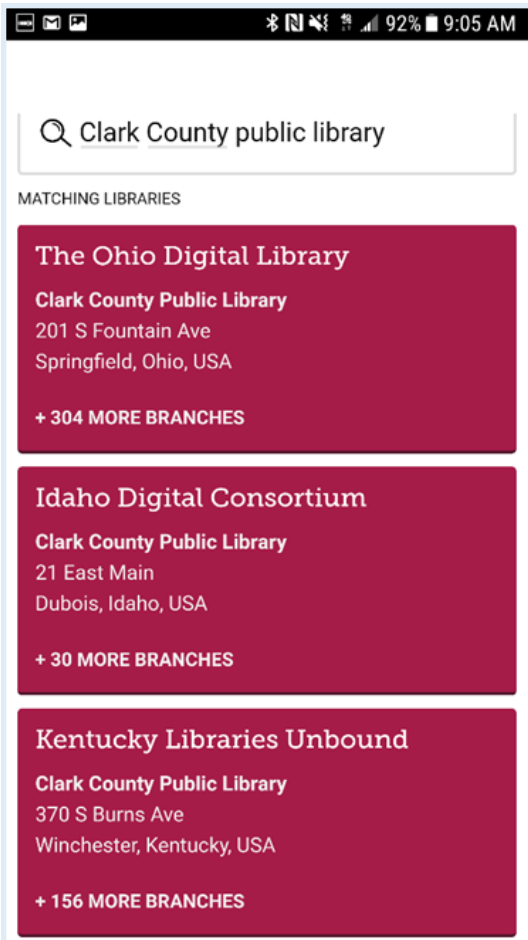 92% 9:05 AM
Clark County public library
MATCHING LIBRARIES
The Ohio Digital Library
Clark County Public Library
201 S Fountain Ave
Springfield, Ohio, USA
+ 304 MORE BRANCHES
Idaho Digital Consortium
Clark County Public Library
21 East Main
Dubois, Idaho, USA
+ 30 MORE BRANCHES
Kentucky Libraries Unbound
Clark County Public Library
370 S Burns Ave
Winchester, Kentucky, USA
+ 156 MORE BRANCHES